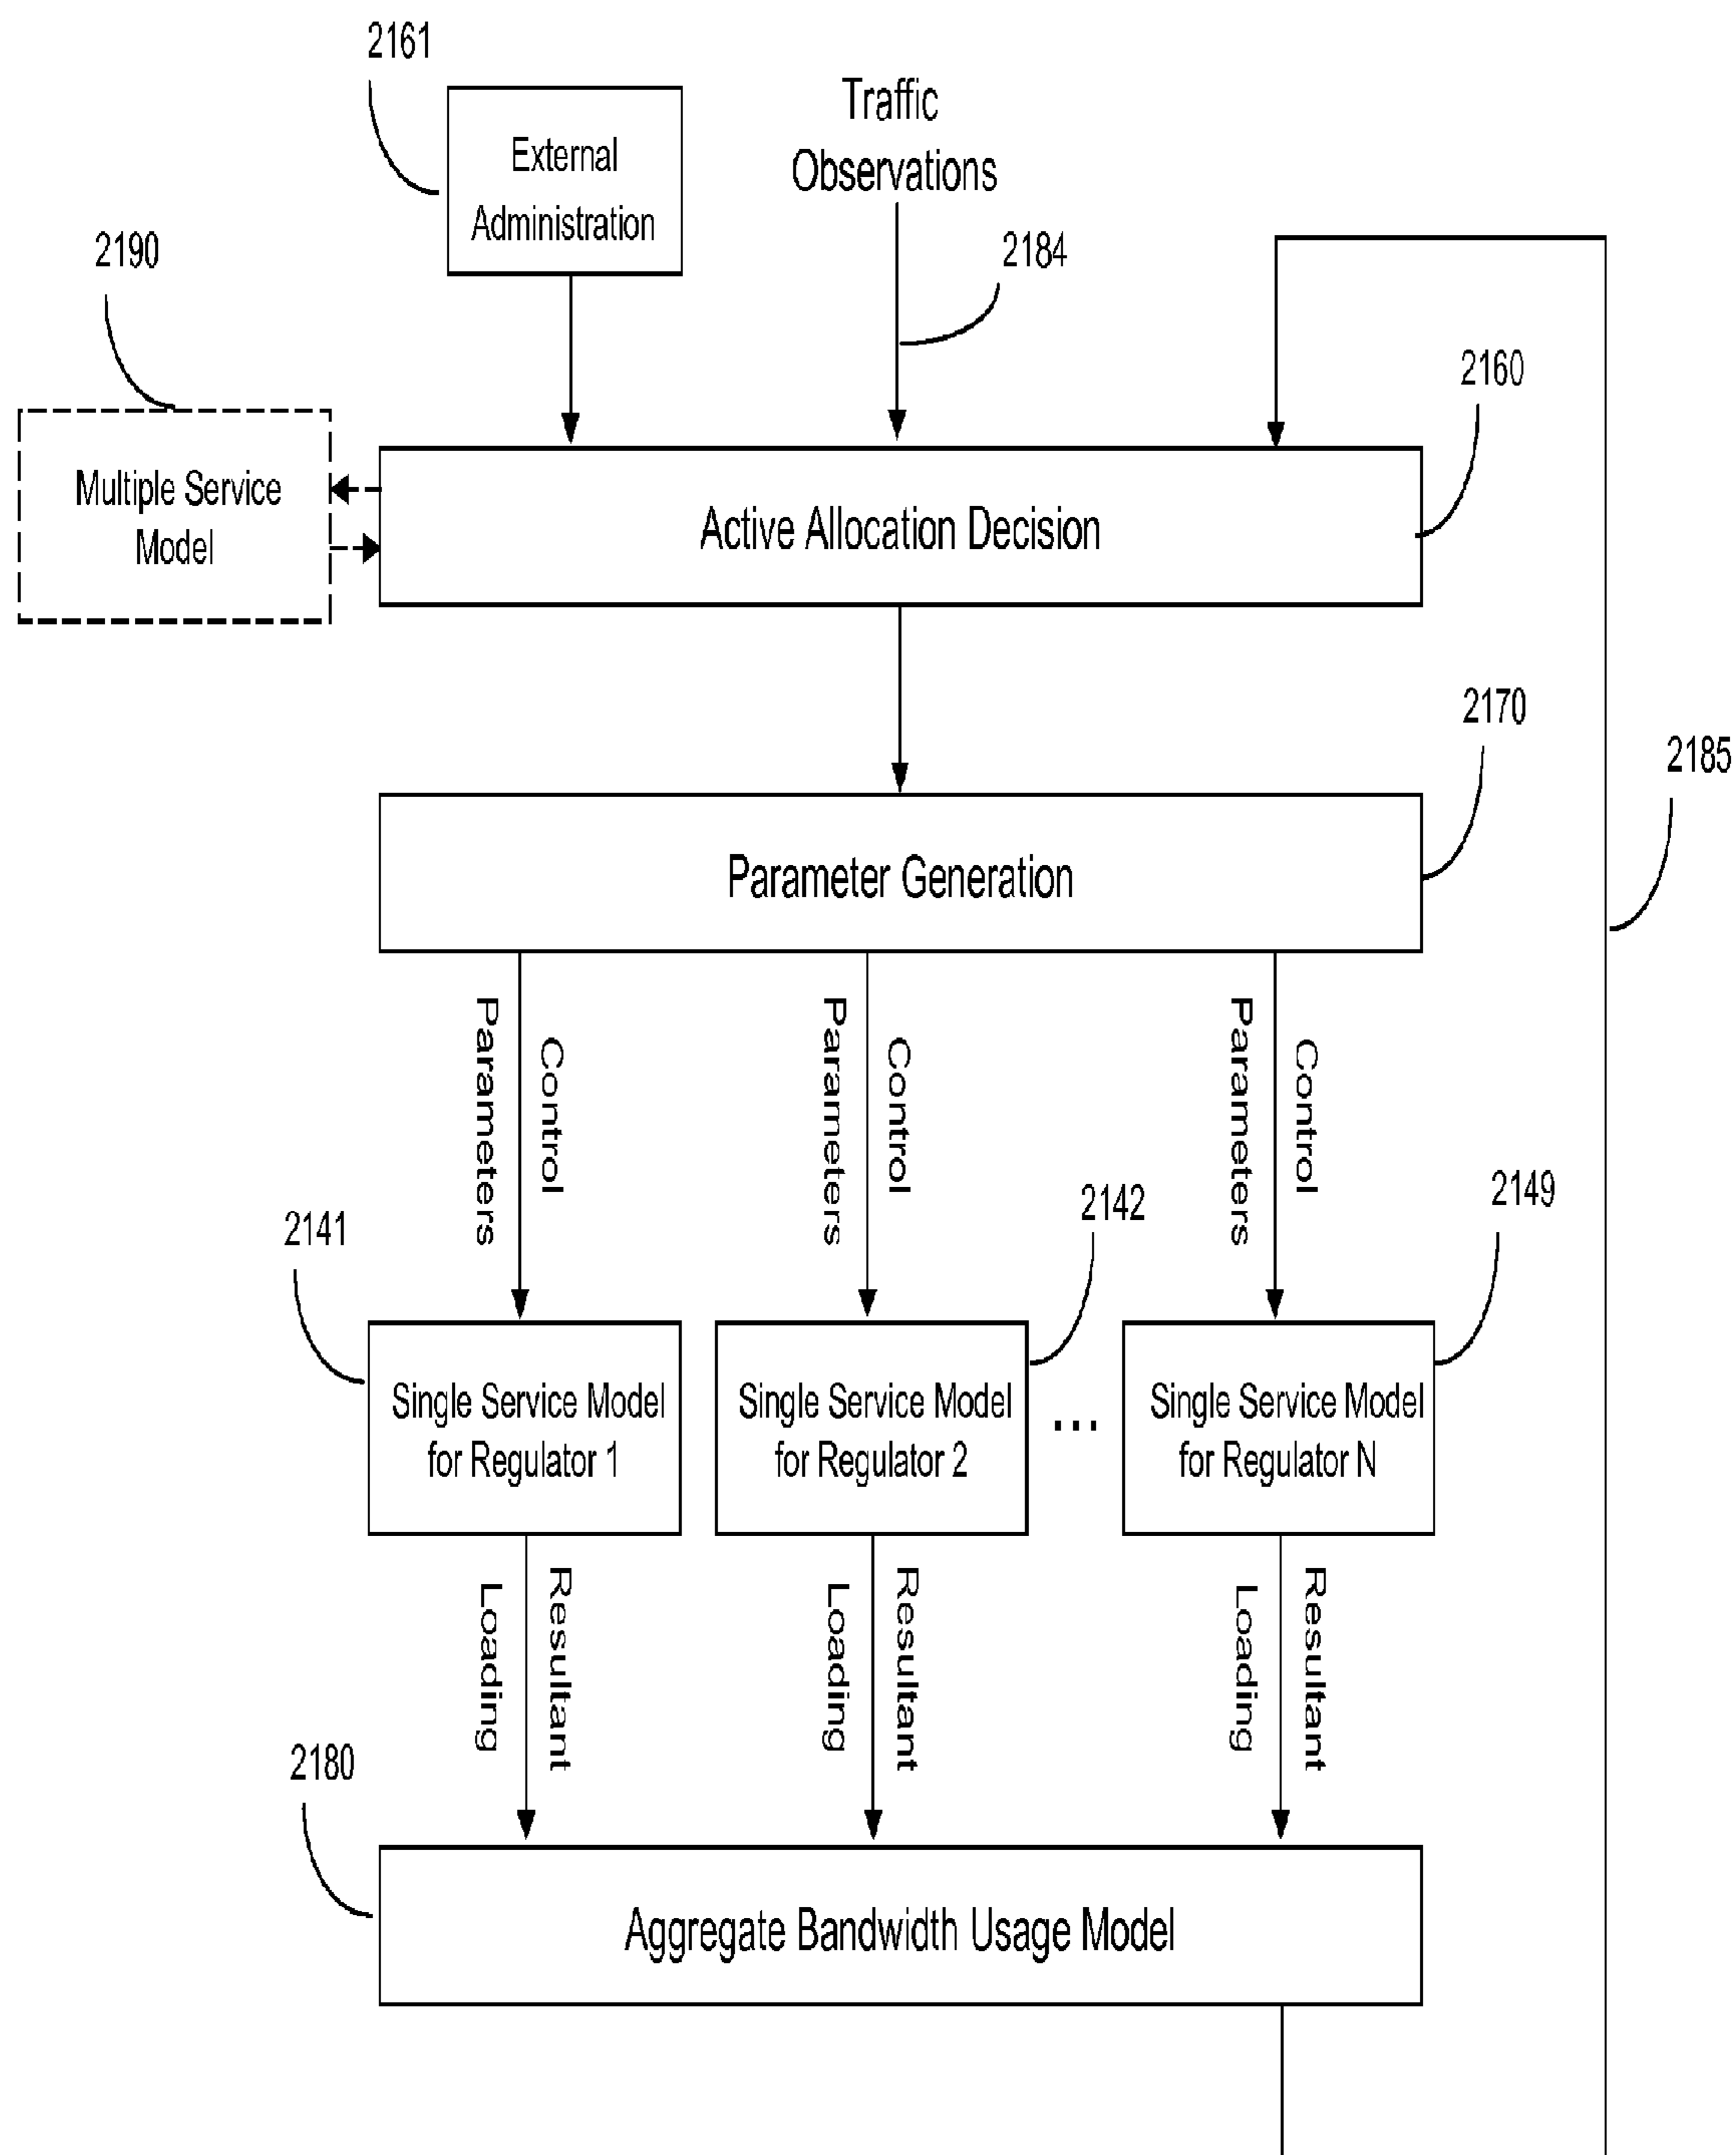 2161
External
Administration
Traffic
Observations
2190
2184
2160
Multiple Service
Model
Active Allocation Decision
2170
2185
Parameter Generation
Control
Parameters
Control
Parameters
Control
Parameters
2141
2142
2149
Single Service Model
for Regulator 1
Single Service Model
for Regulator 2
...
Single Service Model
for Regulator N
Resultant
Loading
Resultant
Loading
Resultant
Loading
2180
Aggregate Bandwidth Usage Model